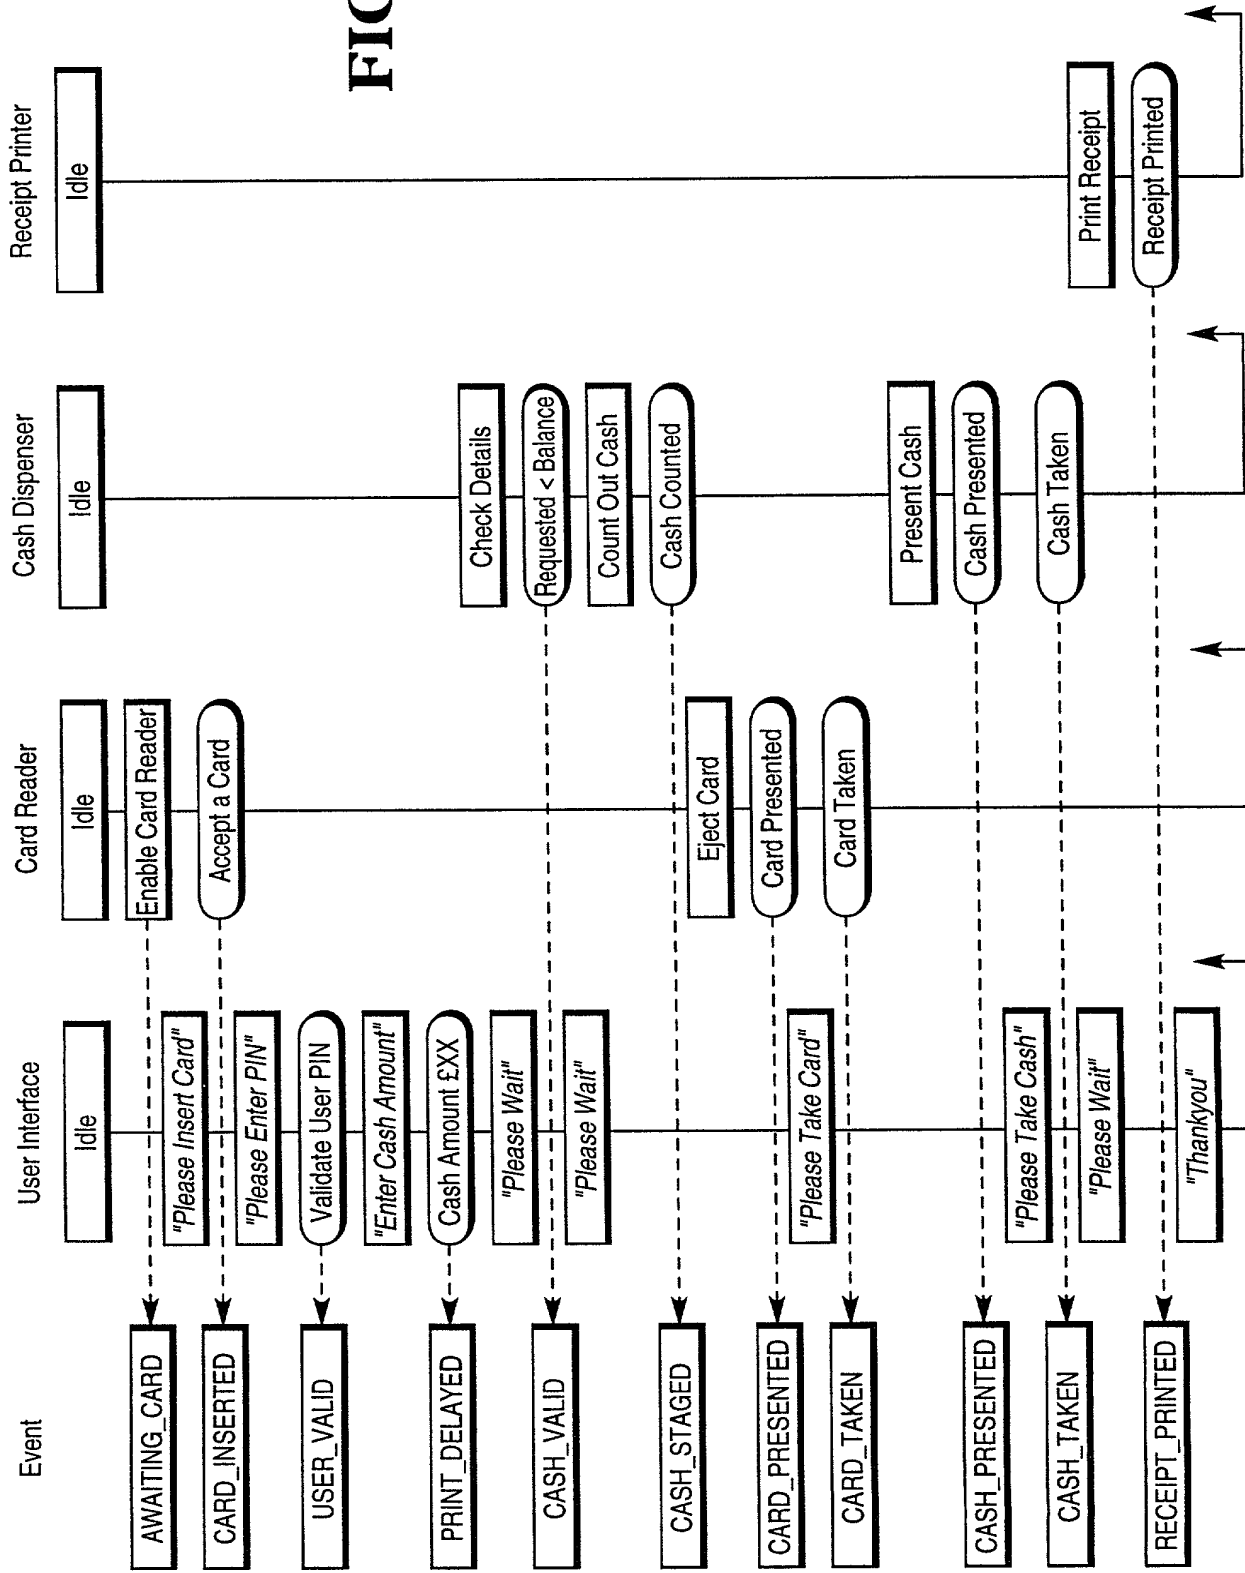 FIG
Event
User Interface
Card Reader
Cash Dispenser
Receipt Printer
Idle
Idle
Idle
Idle
Enable Card Reader
AWAITING_CARD
"Please Insert Card"
Accept a Card
CARD_INSERTED
"Please Enter PIN"
Validate User PIN
USER_VALID
"Enter Cash Amount"
Cash Amount £XX
PRINT_DELAYED
Check Details
"Please Wait"
Requested < Balance
CASH_VALID
"Please Wait"
Count Out Cash
Cash Counted
CASH_STAGED
Eject Card
Card Presented
CARD_PRESENTED
"Please Take Card"
Card Taken
CARD_TAKEN
Present Cash
Cash Presented
CASH_PRESENTED
"Please Take Cash"
Cash Taken
CASH_TAKEN
"Please Wait"
Print Receipt
Receipt Printed
RECEIPT_PRINTED
"Thankyou"